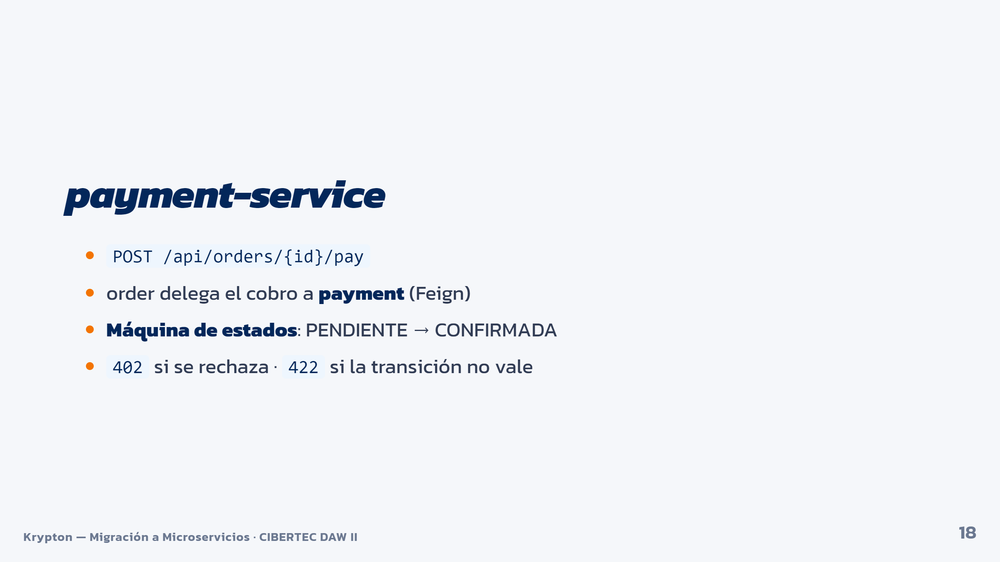 payment-service
POST /api/orders/{id}/pay
order delega el cobro a payment (Feign)
Máquina de estados: PENDIENTE → CONFIRMADA
402 si se rechaza · 422 si la transición no vale
Krypton — Migración a Microservicios · CIBERTEC DAW II
18